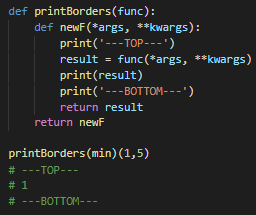 def printBorders(func):
    def newF(*args, **kwargs):
        print('---TOP---')
        result = func(*args, **kwargs)
        print(result)
        print('---BOTTOM---')
        return result
    return newF

printBorders(min)(1,5)
# ---TOP---
# 1
# ---BOTTOM---